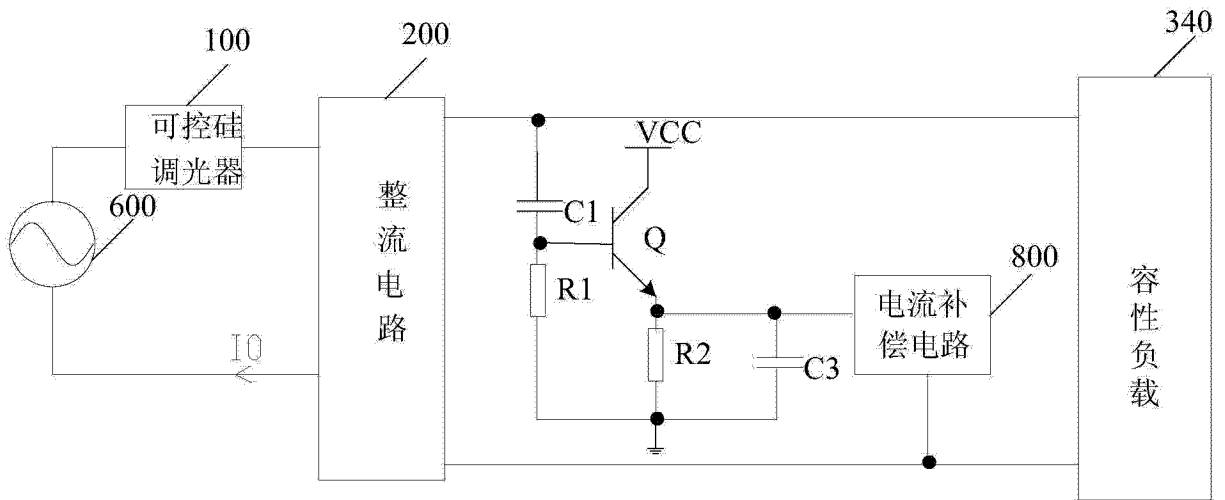 100
可控硅
调光器
600
I0
200
整流电路
VCC
C1
Q
R1
R2
C3
800
电流补
偿电路
340
容性负载